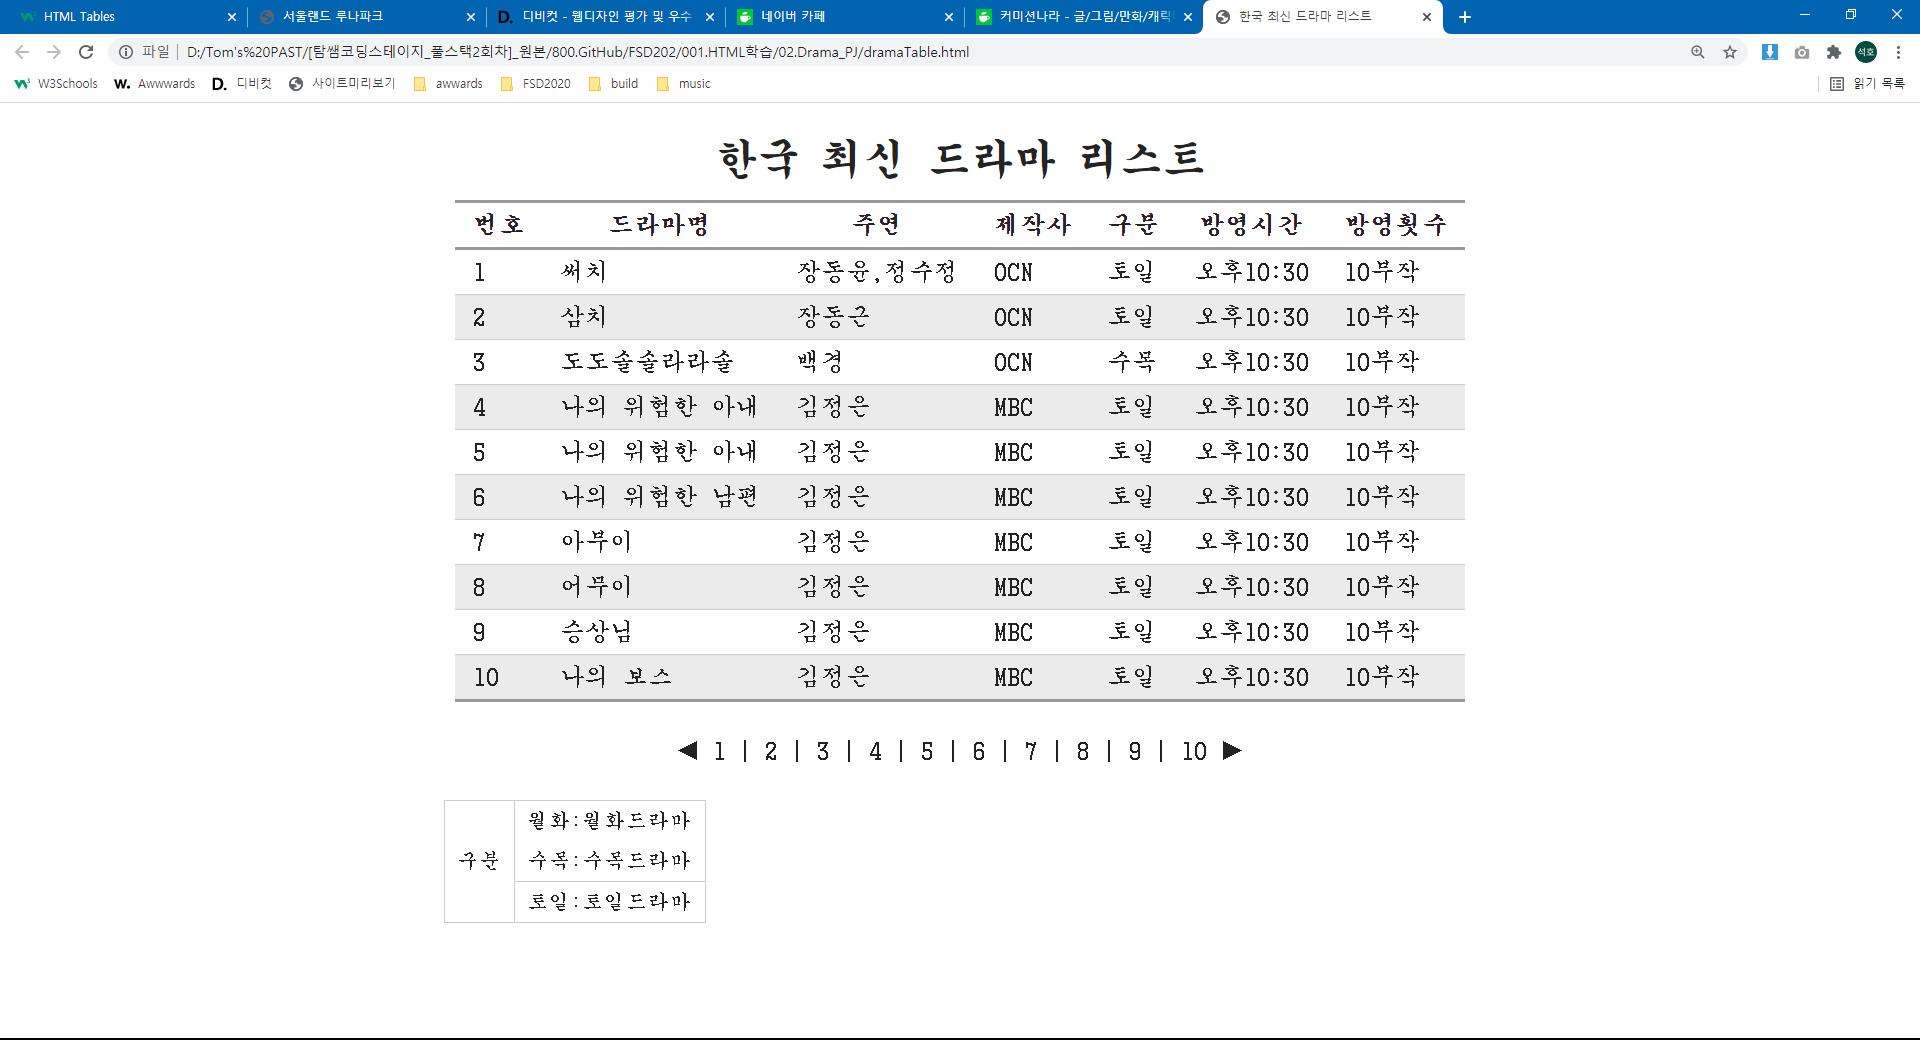 HTML Tables
서울랜드 루나파크
디비컷 - 웹디자인 평가 및 우수
네이버 카페
커미션나라 - 글/그림/만화/캐릭
한국 최신 드라마 리스트
파일 D:/Tom's%20PAST/[탐쌤코딩스테이지_풀스택2회차]_원본/800.GitHub/FSD202/001.HTML학습/02.Drama_PJ/dramaTable.html
석호
W3Schools W. Awwwards D. 디비컷 사이트미리보기 awwards FSD2020 build music 읽기 목록
한국 최신 드라마 리스트
번호 드라마명 주연 제작사 구분 방영시간 방영횟수
1 써치 장동윤,정수정 OCN 토일 오후10:30 10부작
2 삼치 장동근 OCN 토일 오후10:30 10부작
3 도도솔솔라라솔 백경 OCN 수목 오후10:30 10부작
4 나의 위험한 아내 김정은 MBC 토일 오후10:30 10부작
5 나의 위험한 아내 김정은 MBC 토일 오후10:30 10부작
6 나의 위험한 남편 김정은 MBC 토일 오후10:30 10부작
7 아부이 김정은 MBC 토일 오후10:30 10부작
8 어무이 김정은 MBC 토일 오후10:30 10부작
9 승상님 김정은 MBC 토일 오후10:30 10부작
10 나의 보스 김정은 MBC 토일 오후10:30 10부작
◀ 1 | 2 | 3 | 4 | 5 | 6 | 7 | 8 | 9 | 10 ▶
월화:월화드라마
구분 수목:수목드라마
토일:토일드라마